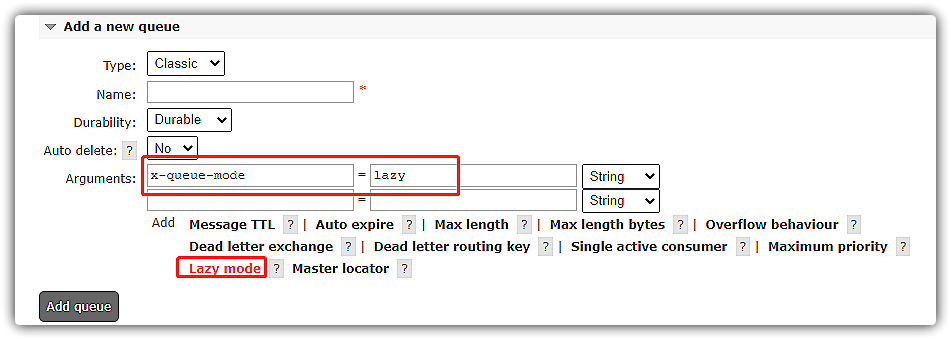 Add a new queue
Type: Classic
Name: *
Durability: Durable
Auto delete: ? No
Arguments: x-queue-mode = lazy String
= String
Add Message TTL ? | Auto expire ? | Max length ? | Max length bytes ? | Overflow behaviour ?
Dead letter exchange ? | Dead letter routing key ? | Single active consumer ? | Maximum priority ?
Lazy mode ? Master locator ?
Add queue